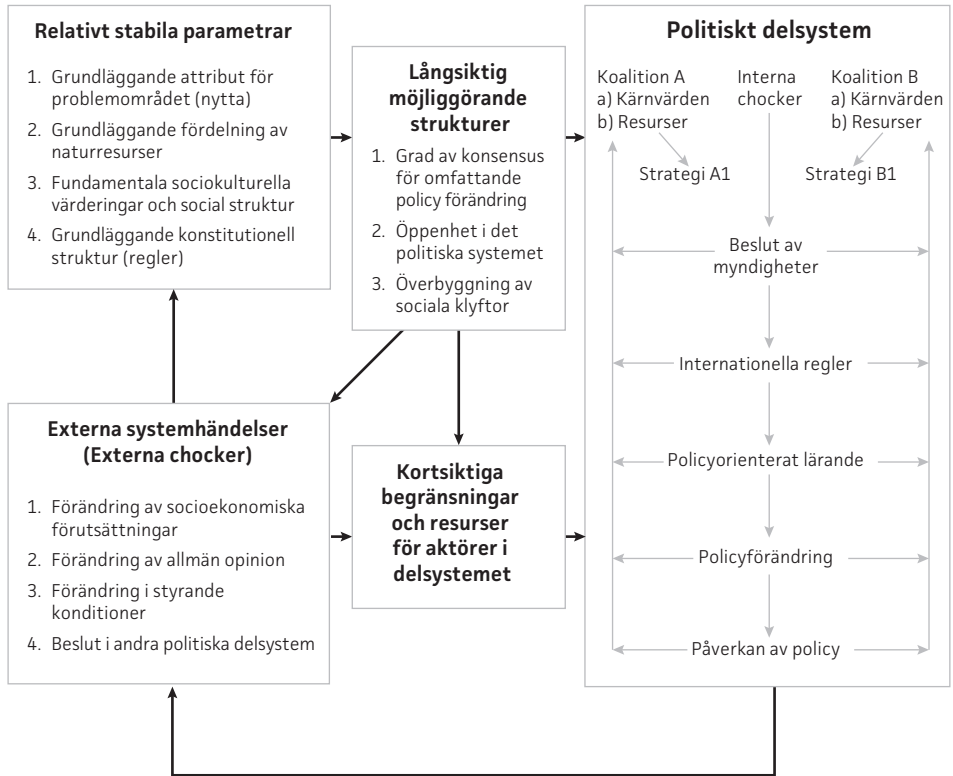 Relativt stabila parametrar
1. Grundläggande attribut för
problemområdet (nytta)
2. Grundläggande fördelning av
naturresurser
3. Fundamentala sociokulturella
värderingar och social struktur
4. Grundläggande konstitutionell
struktur (regler)
Långsiktig
möjliggörande
strukturer
1. Grad av konsensus
för omfattande
policy förändring
2. Öppenhet i det
politiska systemet
3. Överbyggning av
sociala klyftor
Externa systemhändelser
(Externa chocker)
1. Förändring av socioekonomiska
förutsättningar
2. Förändring av allmän opinion
3. Förändring i styrande
konditioner
4. Beslut i andra politiska delsystem
Kortsiktiga
begränsningar
och resurser
för aktörer i
delsystemet
Politiskt delsystem
Koalition A
a) Kärnvärden
b) Resurser
Strategi A1
Interna
chocker
Koalition B
a) Kärnvärden
b) Resurser
Strategi B1
Beslut av
myndigheter
Internationella regler
Policyorienterat lärande
Policyförändring
Påverkan av policy